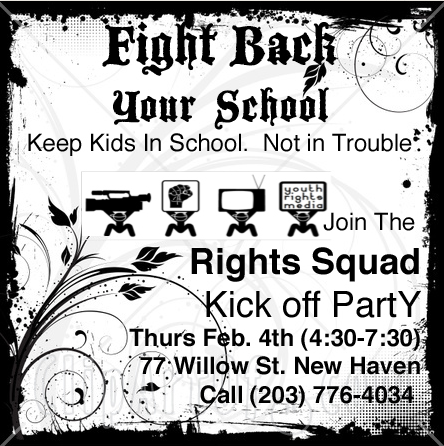 Fight Back
Your School
Keep Kids In School. Not in Trouble.
youth
rights
media
Join The
Rights Squad
Kick off PartY
Thurs Feb. 4th (4:30-7:30)
77 Willow St. New Haven
Call (203) 776-4034